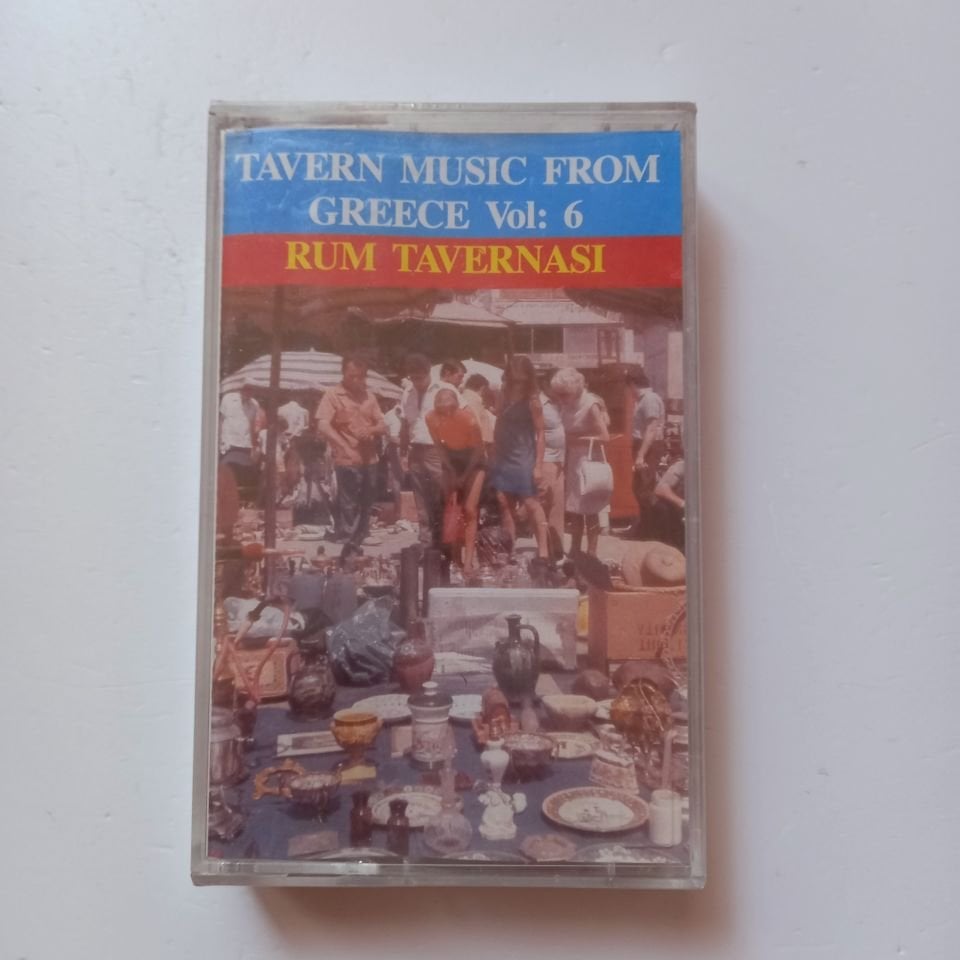 TAVERN MUSIC FROM
GREECE Vol: 6
RUM TAVERNASI